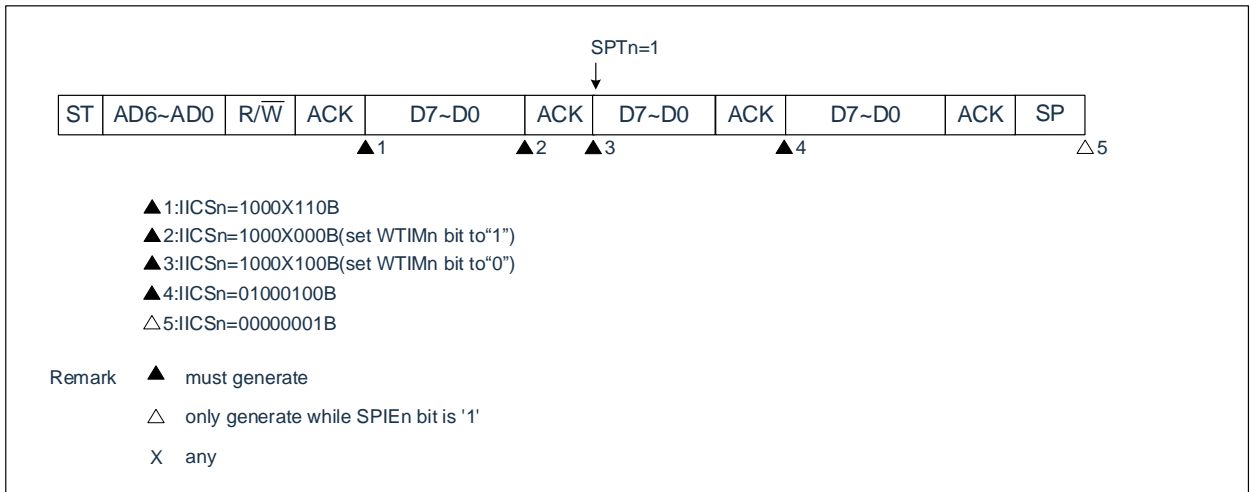 SPTn=1
ST AD6~AD0 R/W̅ ACK D7~D0 ACK D7~D0 ACK D7~D0 ACK SP
▲1 ▲2 ▲3 ▲4 △5
▲1:IICSn=1000X110B
▲2:IICSn=1000X000B(set WTIMn bit to“1”)
▲3:IICSn=1000X100B(set WTIMn bit to“0”)
▲4:IICSn=01000100B
△5:IICSn=00000001B
Remark ▲ must generate
△ only generate while SPIEn bit is '1'
X any